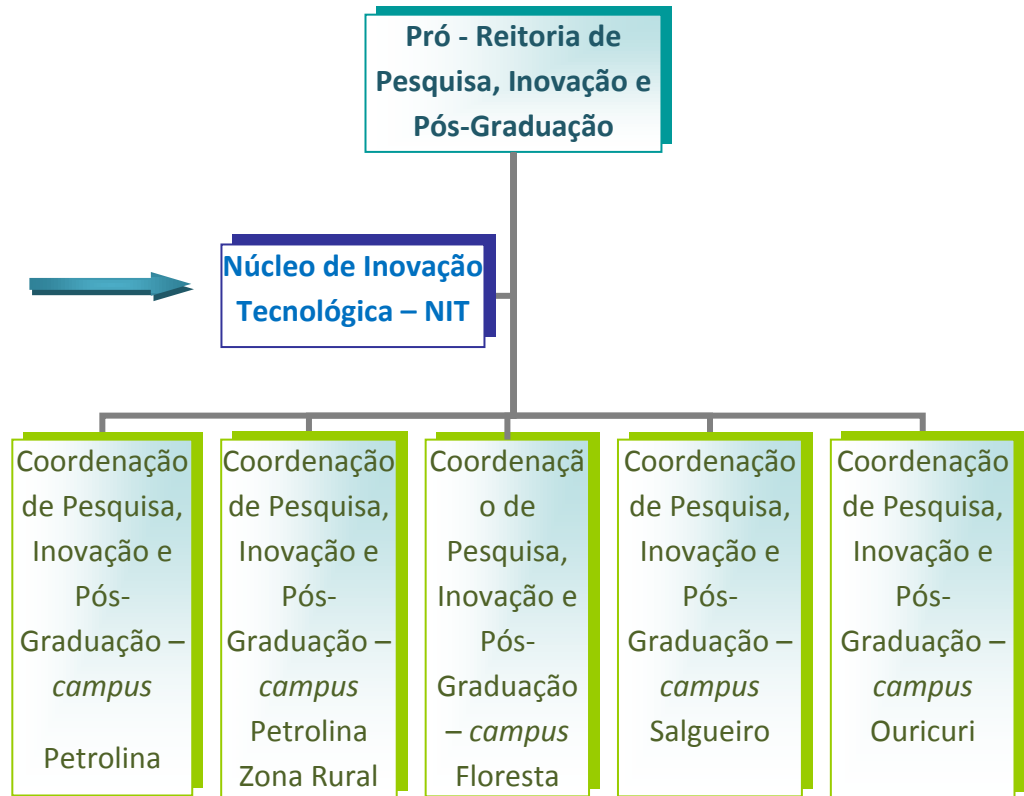 Pró - Reitoria de
Pesquisa, Inovação e
Pós-Graduação
Núcleo de Inovação
Tecnológica – NIT
Coordenação
de Pesquisa,
Inovação e
Pós-
Graduação –
campus
Petrolina
Coordenação
de Pesquisa,
Inovação e
Pós-
Graduação –
campus
Petrolina
Zona Rural
Coordenaçã
o de
Pesquisa,
Inovação e
Pós-
Graduação
– campus
Floresta
Coordenação
de Pesquisa,
Inovação e
Pós-
Graduação –
campus
Salgueiro
Coordenação
de Pesquisa,
Inovação e
Pós-
Graduação –
campus
Ouricuri